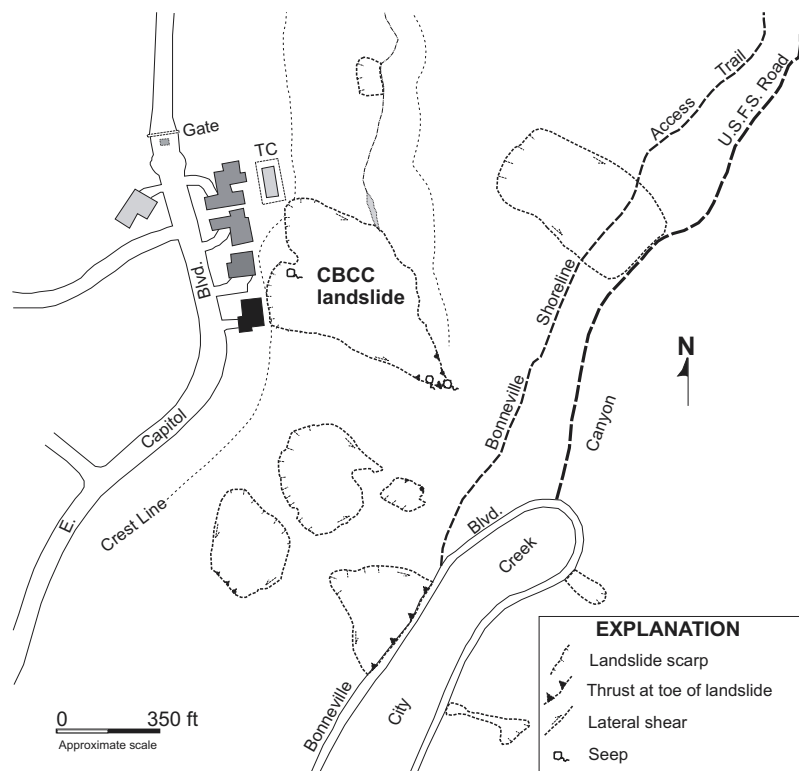 Gate
TC
Blvd.
Capitol
E.
Crest Line
CBCC
landslide
Access
Trail
U.S.F.S. Road
Shoreline
Bonneville
Canyon
N
Blvd.
Creek
Bonneville
City
0 350 ft
Approximate scale
EXPLANATION
Landslide scarp
Thrust at toe of landslide
Lateral shear
Seep